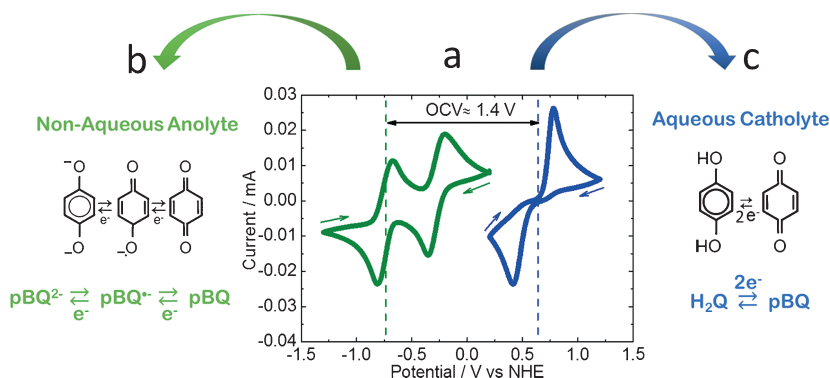 b
a
c
Non-Aqueous Anolyte
Aqueous Catholyte
OCV≈ 1.4 V
0.03
0.02
0.01
0.00
-0.01
-0.02
-0.03
-0.04
Current / mA
-1.5 -1.0 -0.5 0.0 0.5 1.0 1.5
Potential / V vs NHE
−O
O
O
e-
e-
−O
O
−.
O
pBQ2- ⇄ pBQ•- ⇄ pBQ
e- e-
HO
O
2e-
HO
O
2e-
H2Q ⇄ pBQ